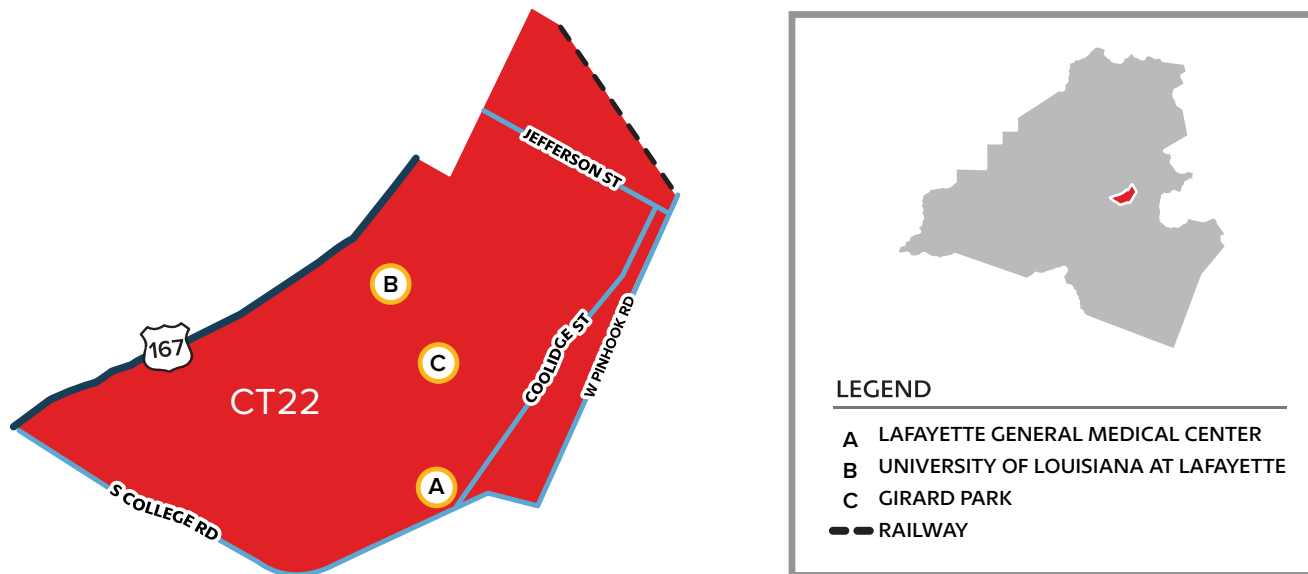 JEFFERSON ST
B
167
C
COOLIDGE ST
W PINHOOK RD
CT22
A
S COLLEGE RD
LEGEND
A LAFAYETTE GENERAL MEDICAL CENTER
B UNIVERSITY OF LOUISIANA AT LAFAYETTE
C GIRARD PARK
RAILWAY